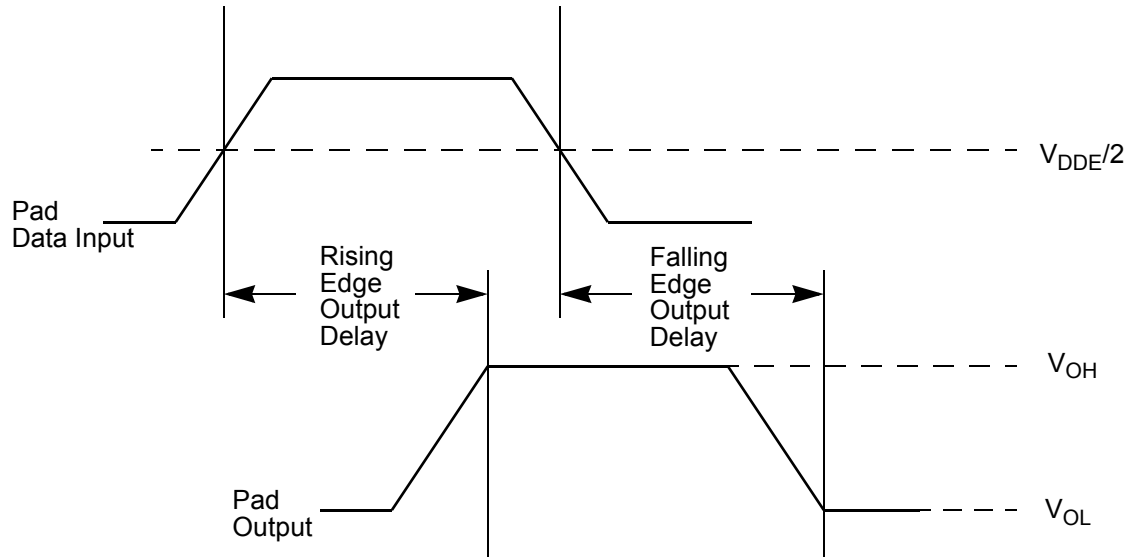 V_DDE/2
Pad
Data Input
Rising
Edge
Output
Delay
Falling
Edge
Output
Delay
V_OH
Pad
Output
V_OL